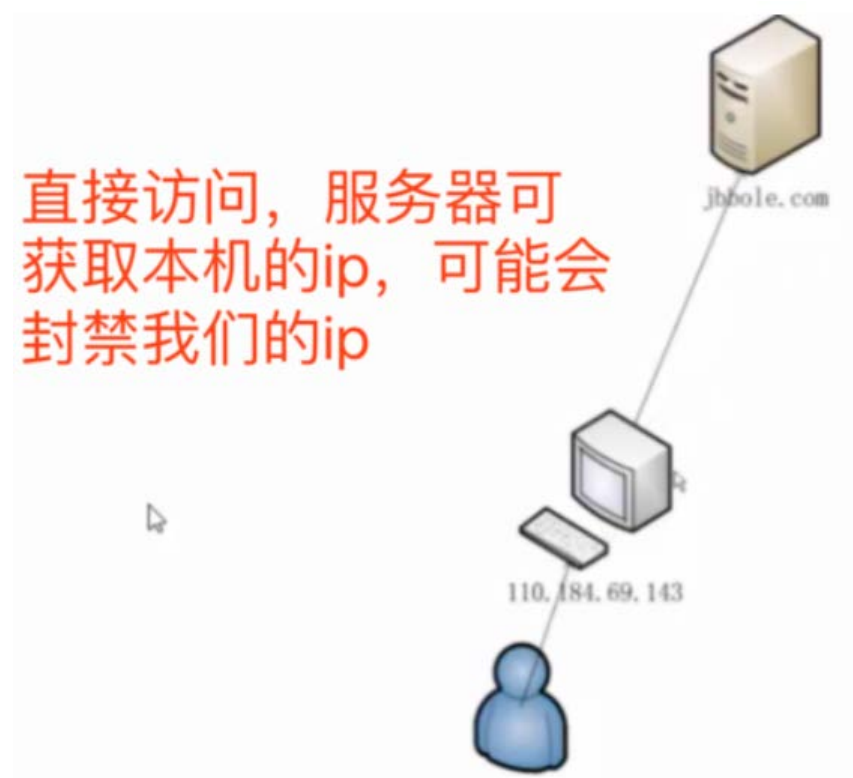 直接访问，服务器可
获取本机的ip，可能会
封禁我们的ip
jbbole.com
110.184.69.143